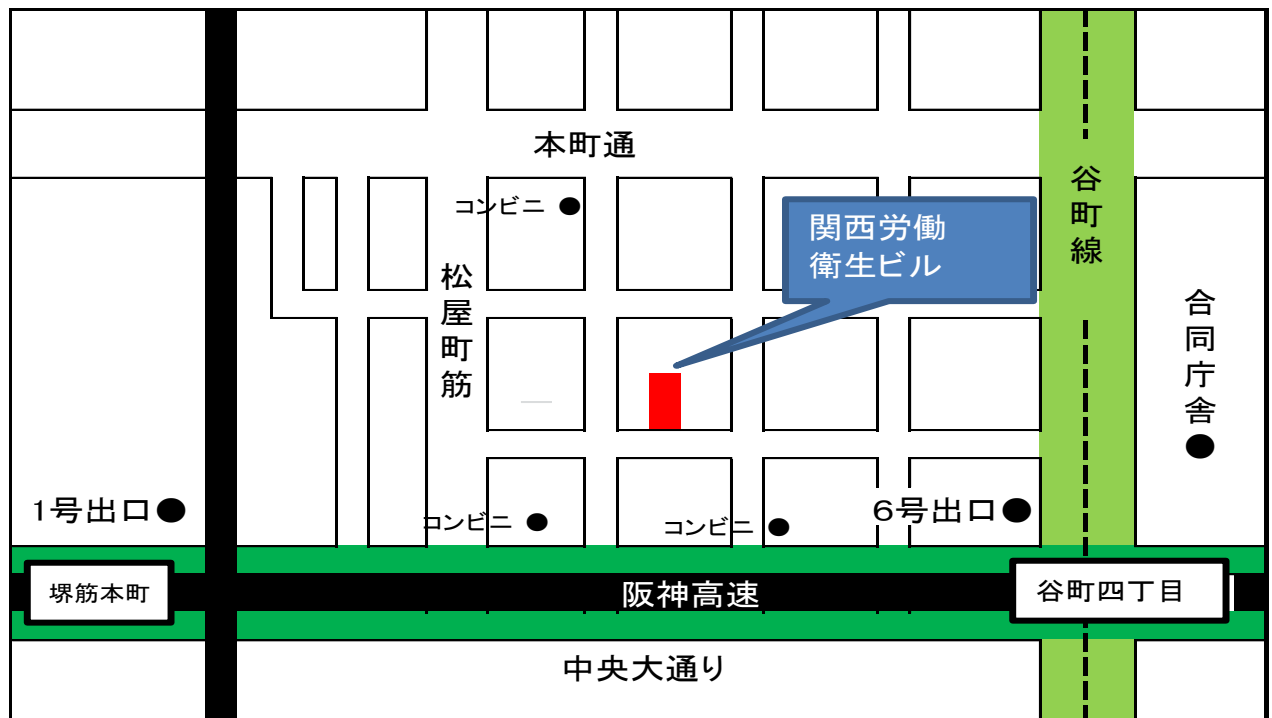 本町通
谷町線
コンビニ
関西労働
衛生ビル
松屋町筋
合同庁舎
1号出口
コンビニ
コンビニ
6号出口
堺筋本町
阪神高速
谷町四丁目
中央大通り